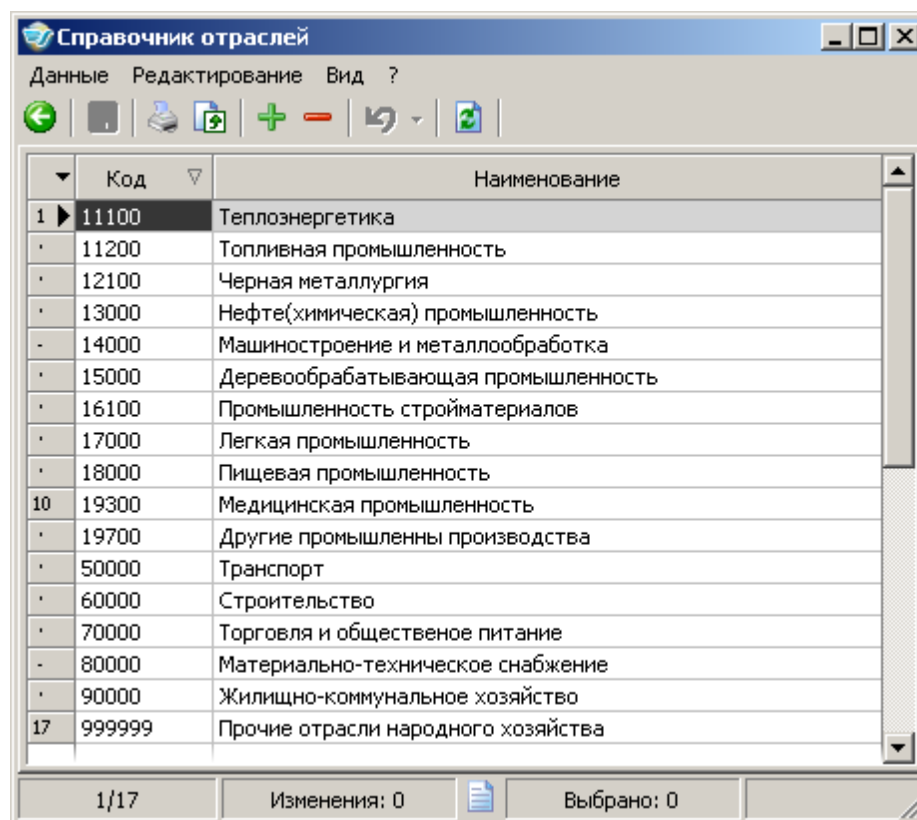 Справочник отраслей
Данные Редактирование Вид ?
Код Наименование
1 11100 Теплоэнергетика
11200 Топливная промышленность
12100 Черная металлургия
13000 Нефте(химическая) промышленность
14000 Машиностроение и металлообработка
15000 Деревообрабатывающая промышленность
16100 Промышленность стройматериалов
17000 Легкая промышленность
18000 Пищевая промышленность
10 19300 Медицинская промышленность
19700 Другие промышленны производства
50000 Транспорт
60000 Строительство
70000 Торговля и общественое питание
80000 Материально-техническое снабжение
90000 Жилищно-коммунальное хозяйство
17 999999 Прочие отрасли народного хозяйства
1/17 Изменения: 0 Выбрано: 0